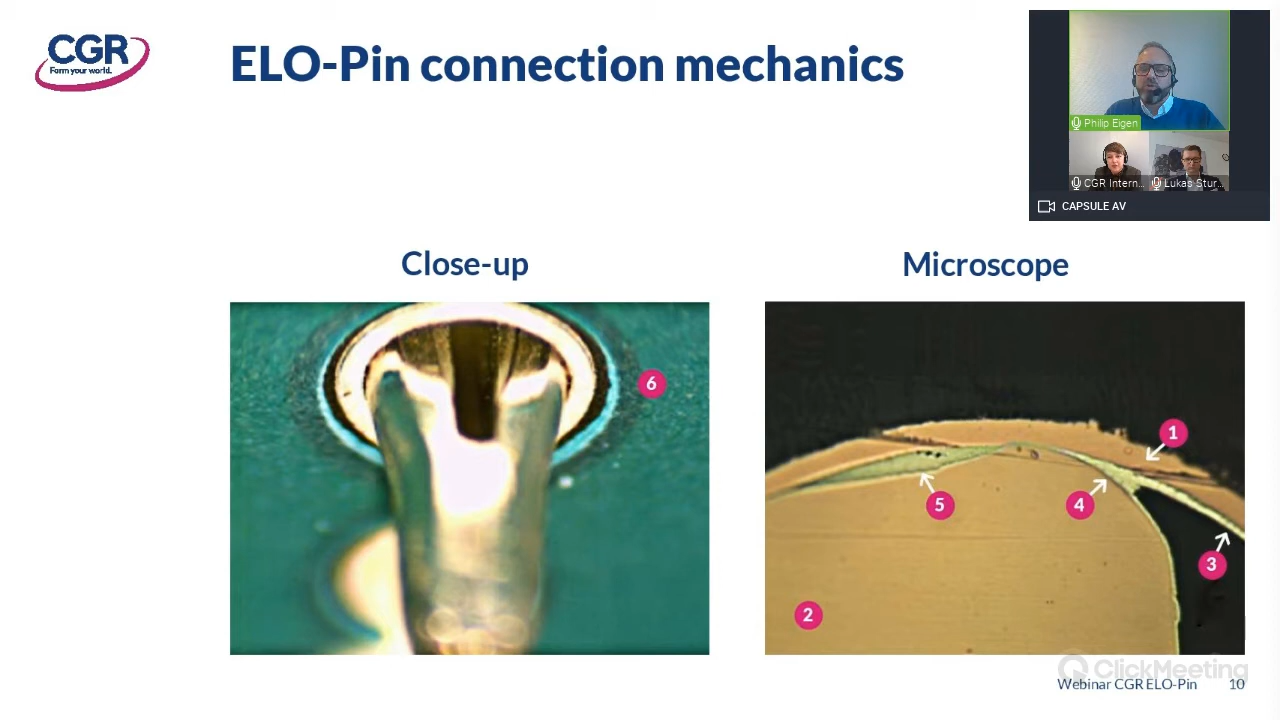 CGR
Form your world.
ELO-Pin connection mechanics
Philip Eigen
CGR Intern...
Lukas Stur...
CAPSULE AV
Close-up
Microscope
6
1
5
4
3
2
ClickMeeting
Webinar CGR ELO-Pin
10